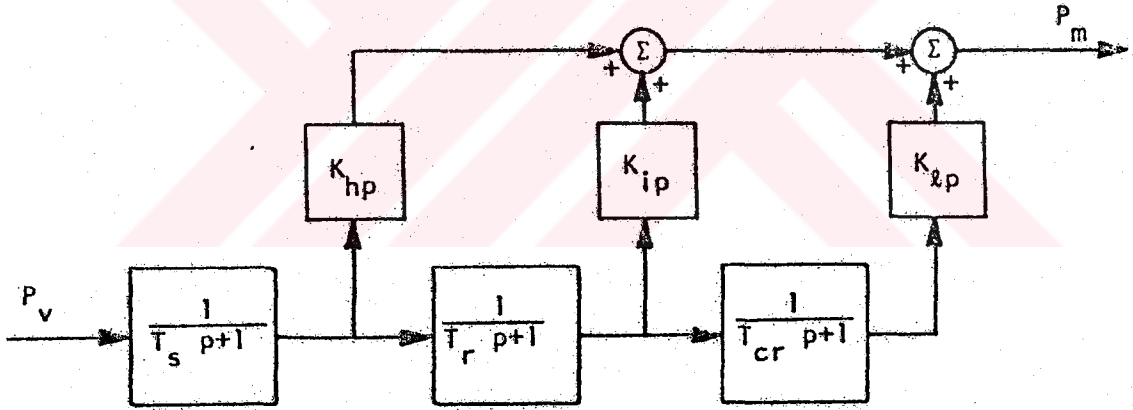 P_m
Σ
Σ
+
+
+
+
K_hp
K_ip
K_ℓp
P_v
1
T_s p+1
1
T_r p+1
1
T_cr p+1